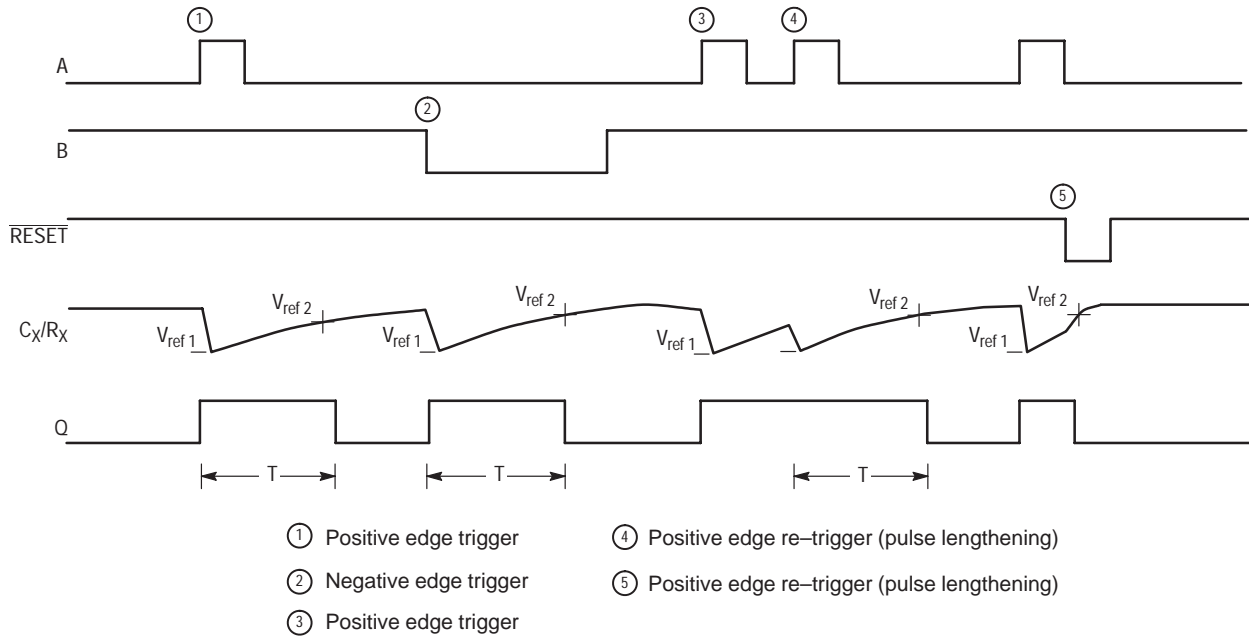 ① ③ ④
A
②
B
⑤
RESET
Vref 2 Vref 2 Vref 2 Vref 2
CX/RX
Vref 1 Vref 1 Vref 1 Vref 1
Q
T T T
① Positive edge trigger
② Negative edge trigger
③ Positive edge trigger
④ Positive edge re–trigger (pulse lengthening)
⑤ Positive edge re–trigger (pulse lengthening)